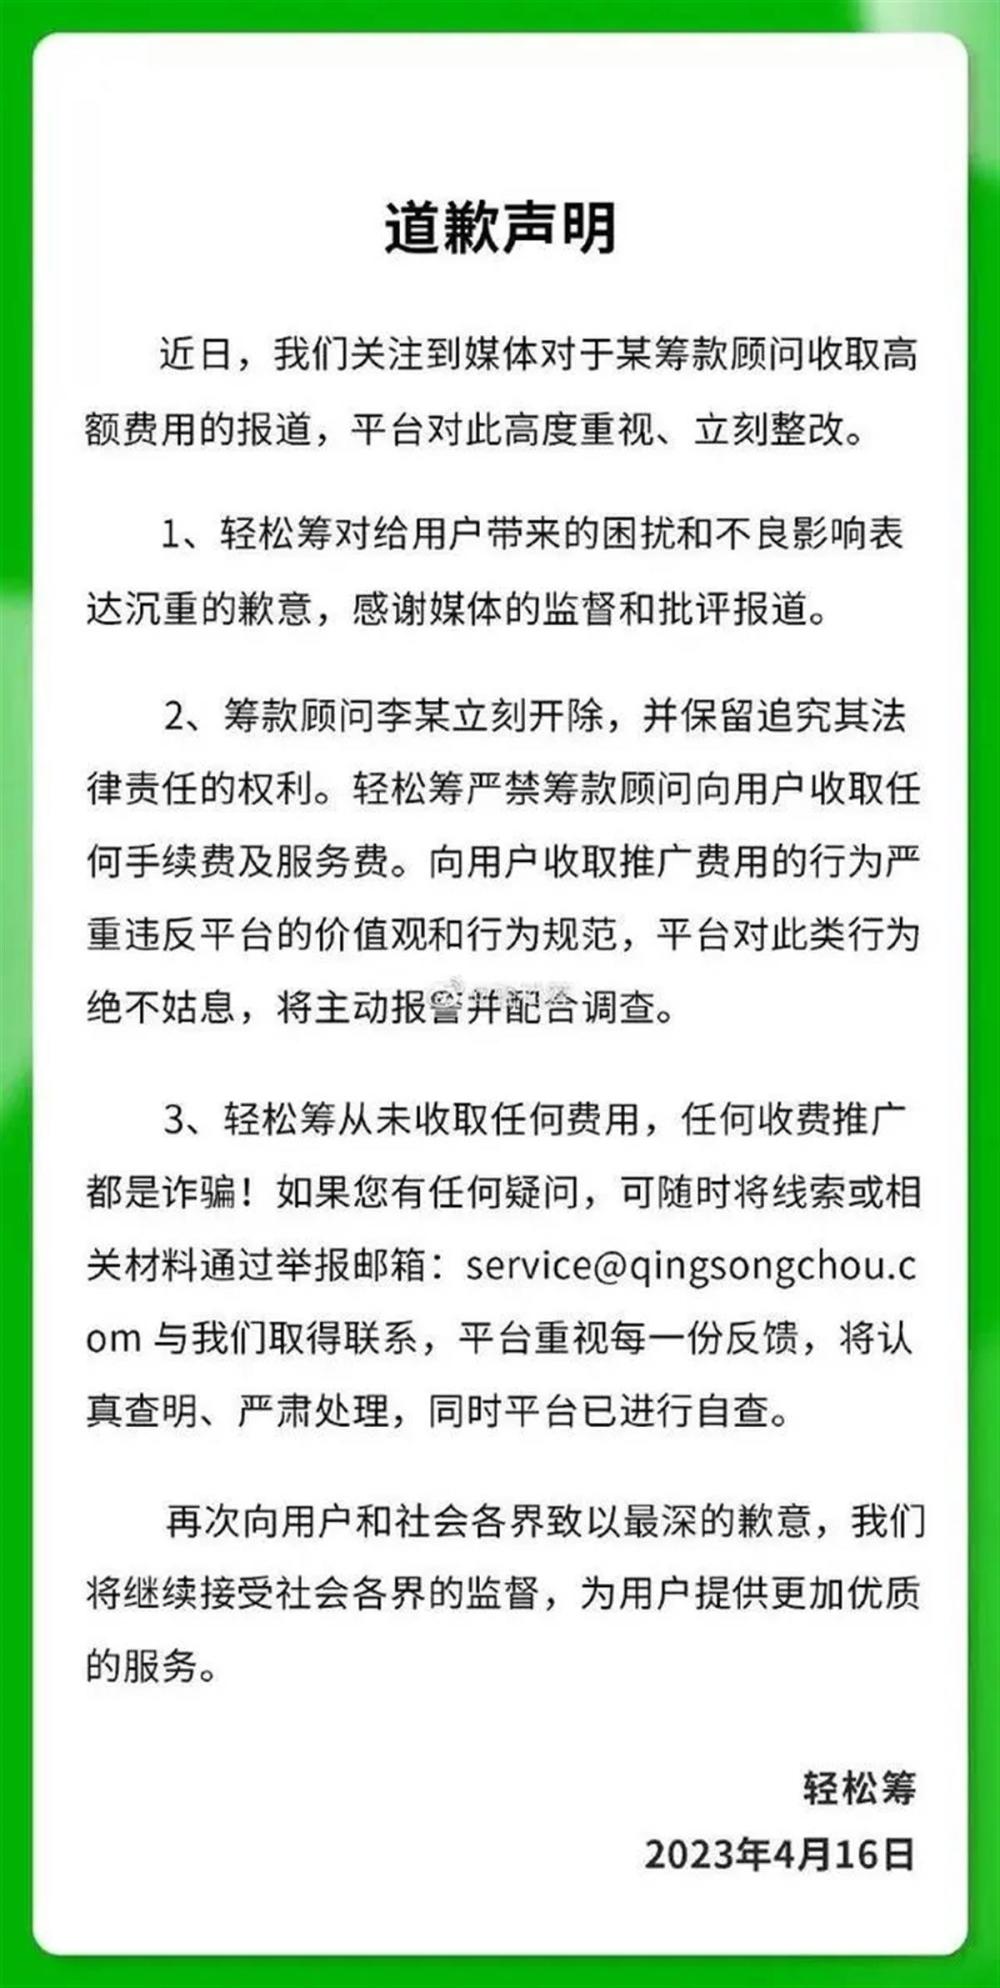 道歉声明
近日，我们关注到媒体对于某筹款顾问收取高
额费用的报道，平台对此高度重视、立刻整改。
1、轻松筹对给用户带来的困扰和不良影响表
达沉重的歉意，感谢媒体的监督和批评报道。
2、筹款顾问李某立刻开除，并保留追究其法
律责任的权利。轻松筹严禁筹款顾问向用户收取任
何手续费及服务费。向用户收取推广费用的行为严
重违反平台的价值观和行为规范，平台对此类行为
绝不姑息，将主动报警并配合调查。
3、轻松筹从未收取任何费用，任何收费推广
都是诈骗！如果您有任何疑问，可随时将线索或相
关材料通过举报邮箱：service@qingsongchou.c
om 与我们取得联系，平台重视每一份反馈，将认
真查明、严肃处理，同时平台已进行自查。
再次向用户和社会各界致以最深的歉意，我们
将继续接受社会各界的监督，为用户提供更加优质
的服务。
轻松筹
2023年4月16日